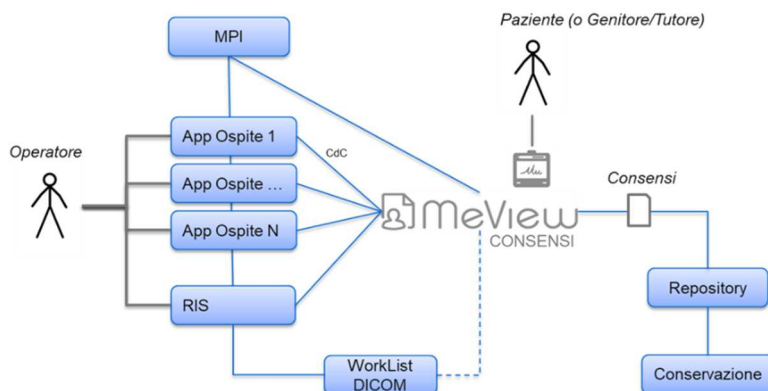 Paziente (o Genitore/Tutore)
MPI
App Ospite 1
CdC
Operatore
App Ospite ...
Consensi
App Ospite N
MeView
CONSENSI
RIS
Repository
WorkList
DICOM
Conservazione